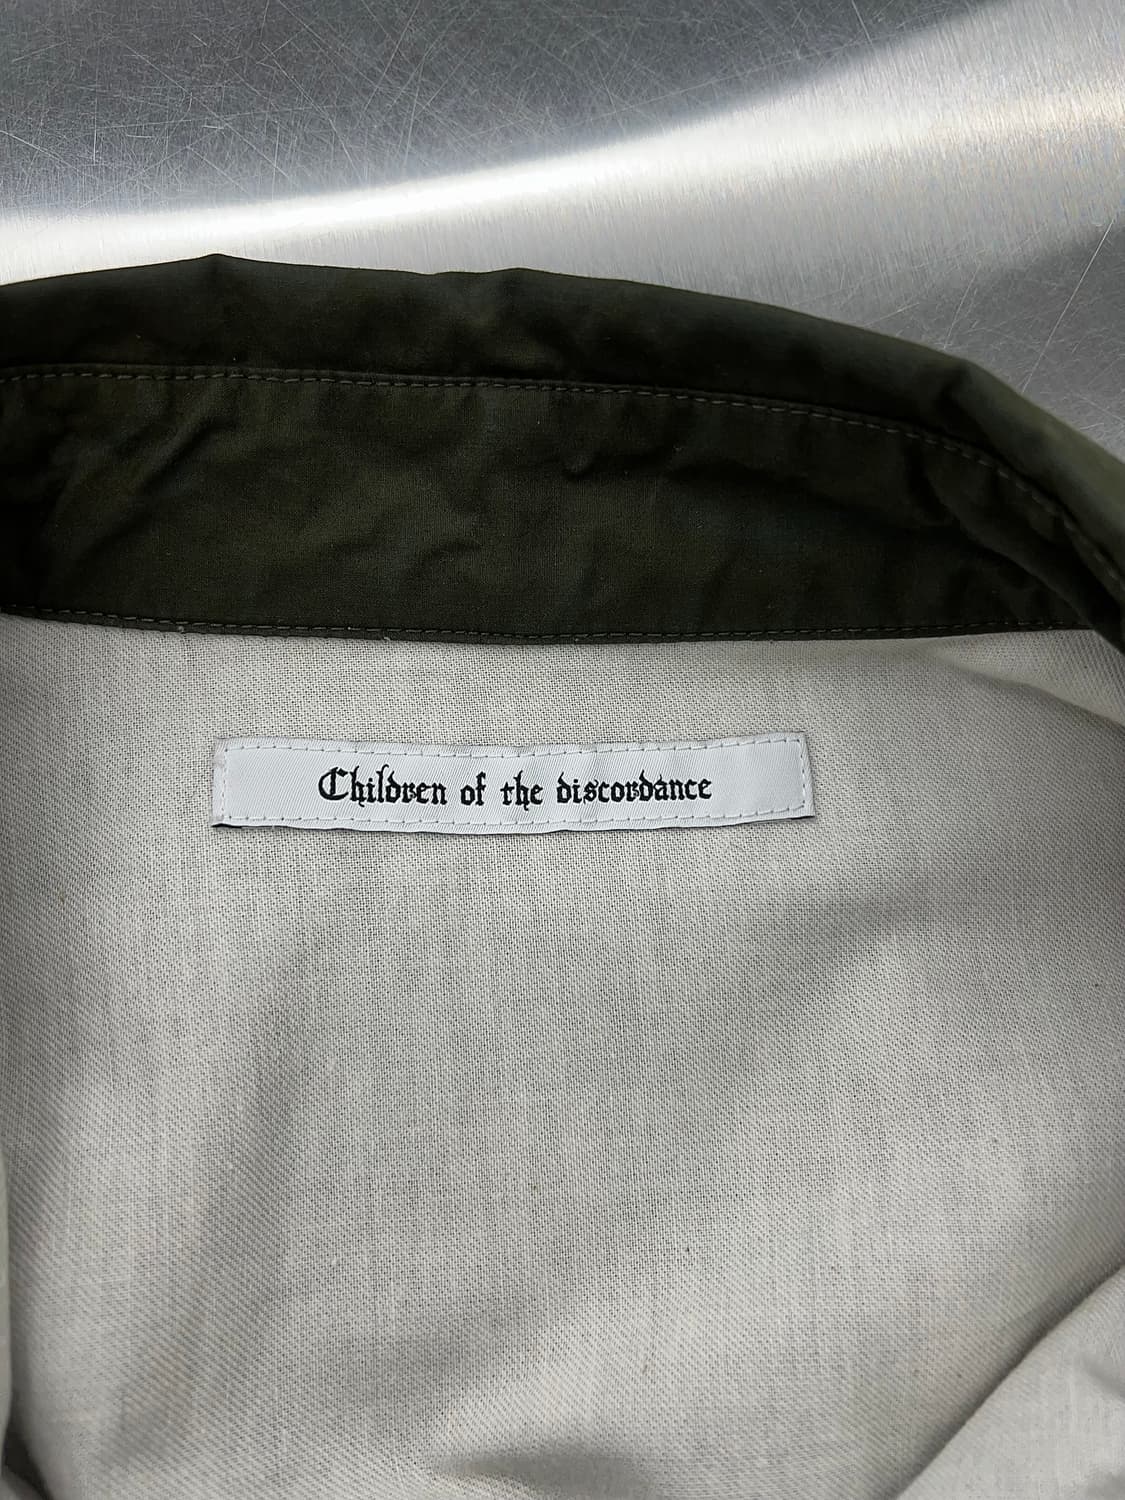 Children of the discordance